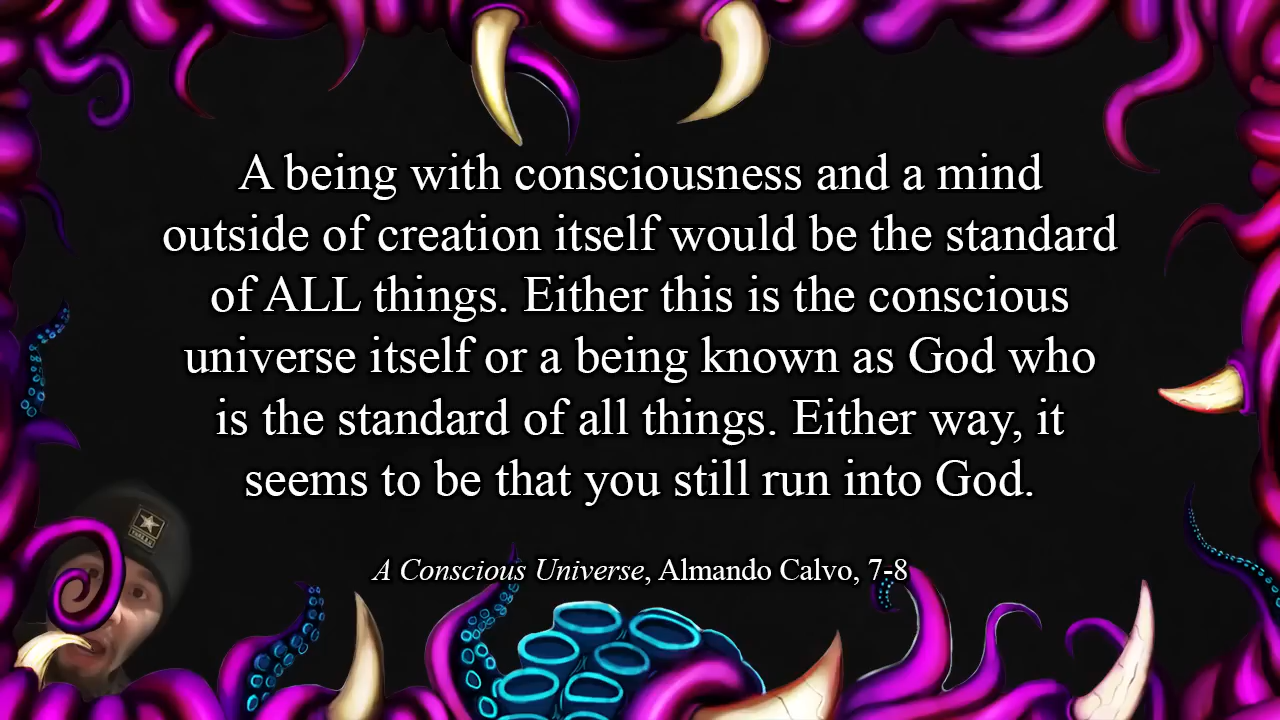 A being with consciousness and a mind
outside of creation itself would be the standard
of ALL things. Either this is the conscious
universe itself or a being known as God who
is the standard of all things. Either way, it
seems to be that you still run into God.
A Conscious Universe, Almando Calvo, 7-8